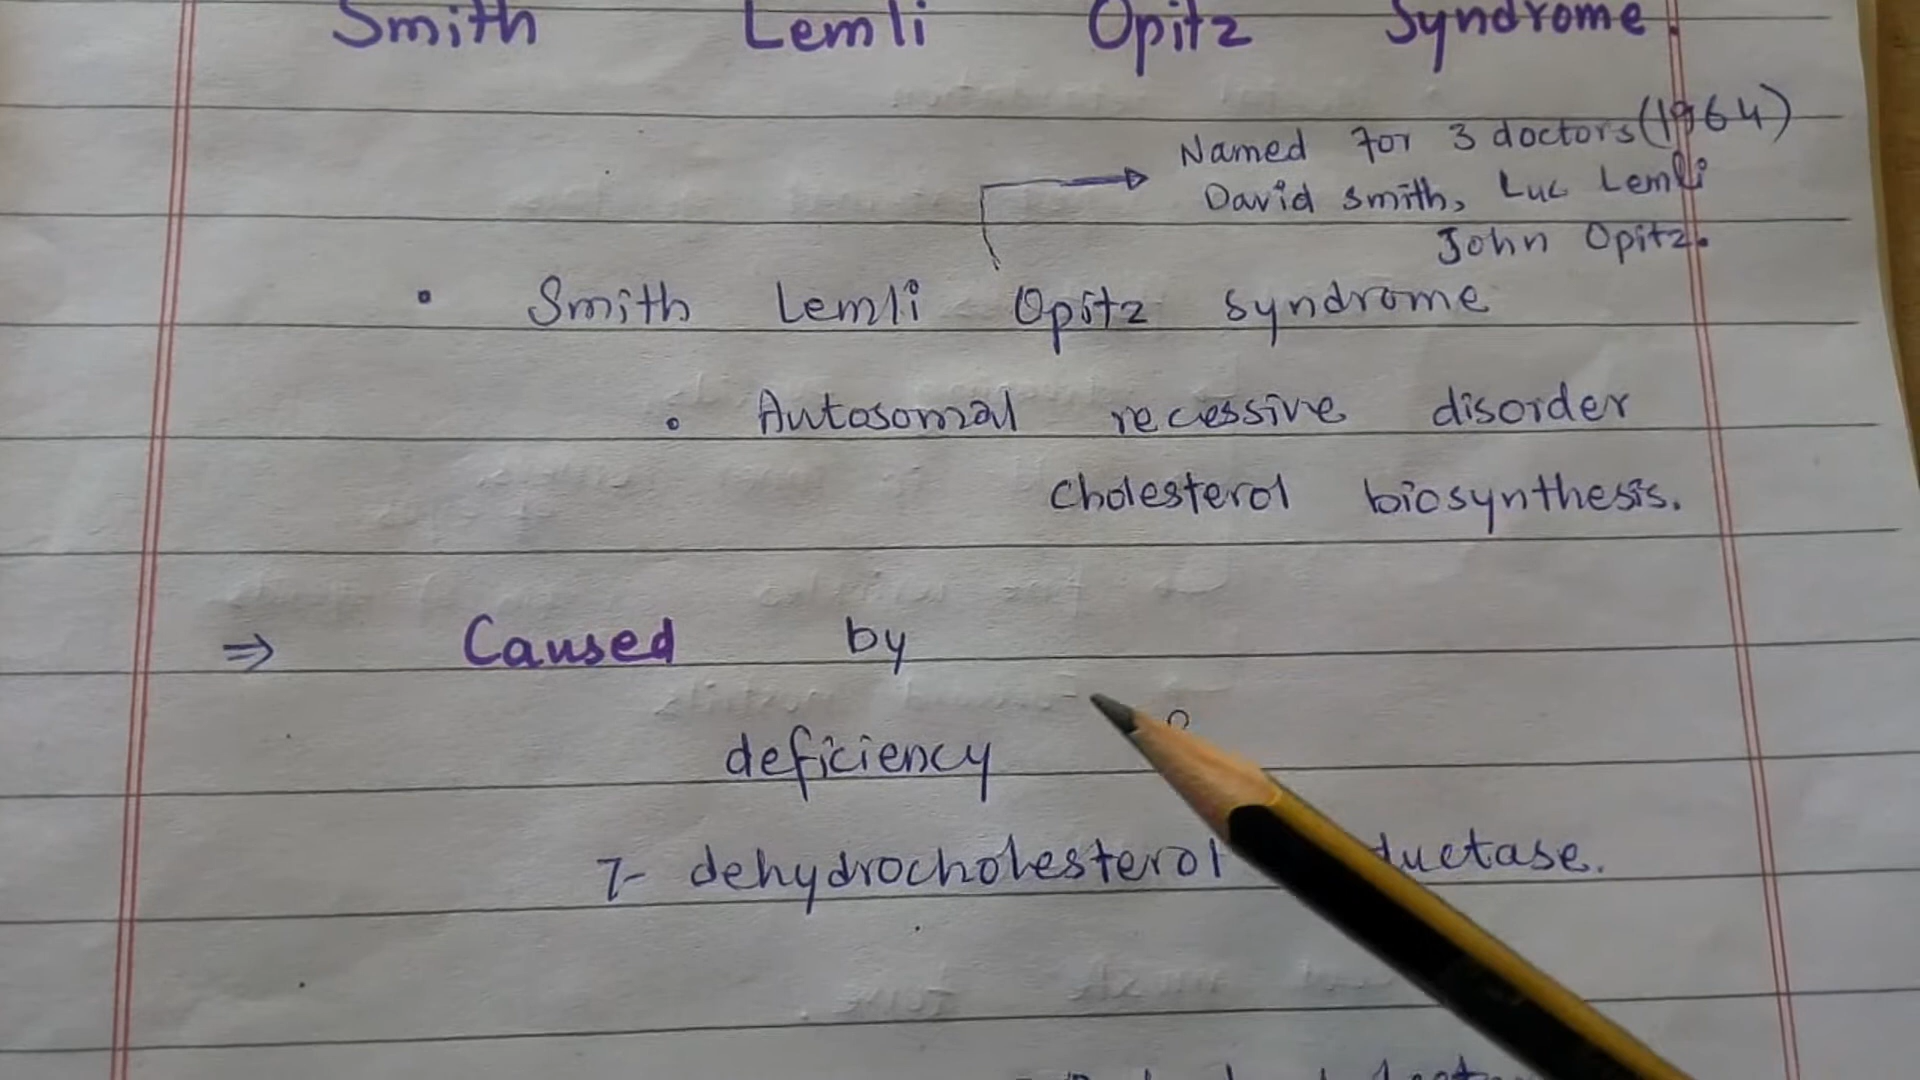 Smith Lemli Opitz Syndrome.
Named for 3 doctors (1964)
David Smith, Luc Lemli
John Opitz.
• Smith Lemli Opitz syndrome
• Autosomal recessive disorder
cholesterol biosynthesis.
⇒ Caused by
deficiency
7- dehydrocholesterol ductase.